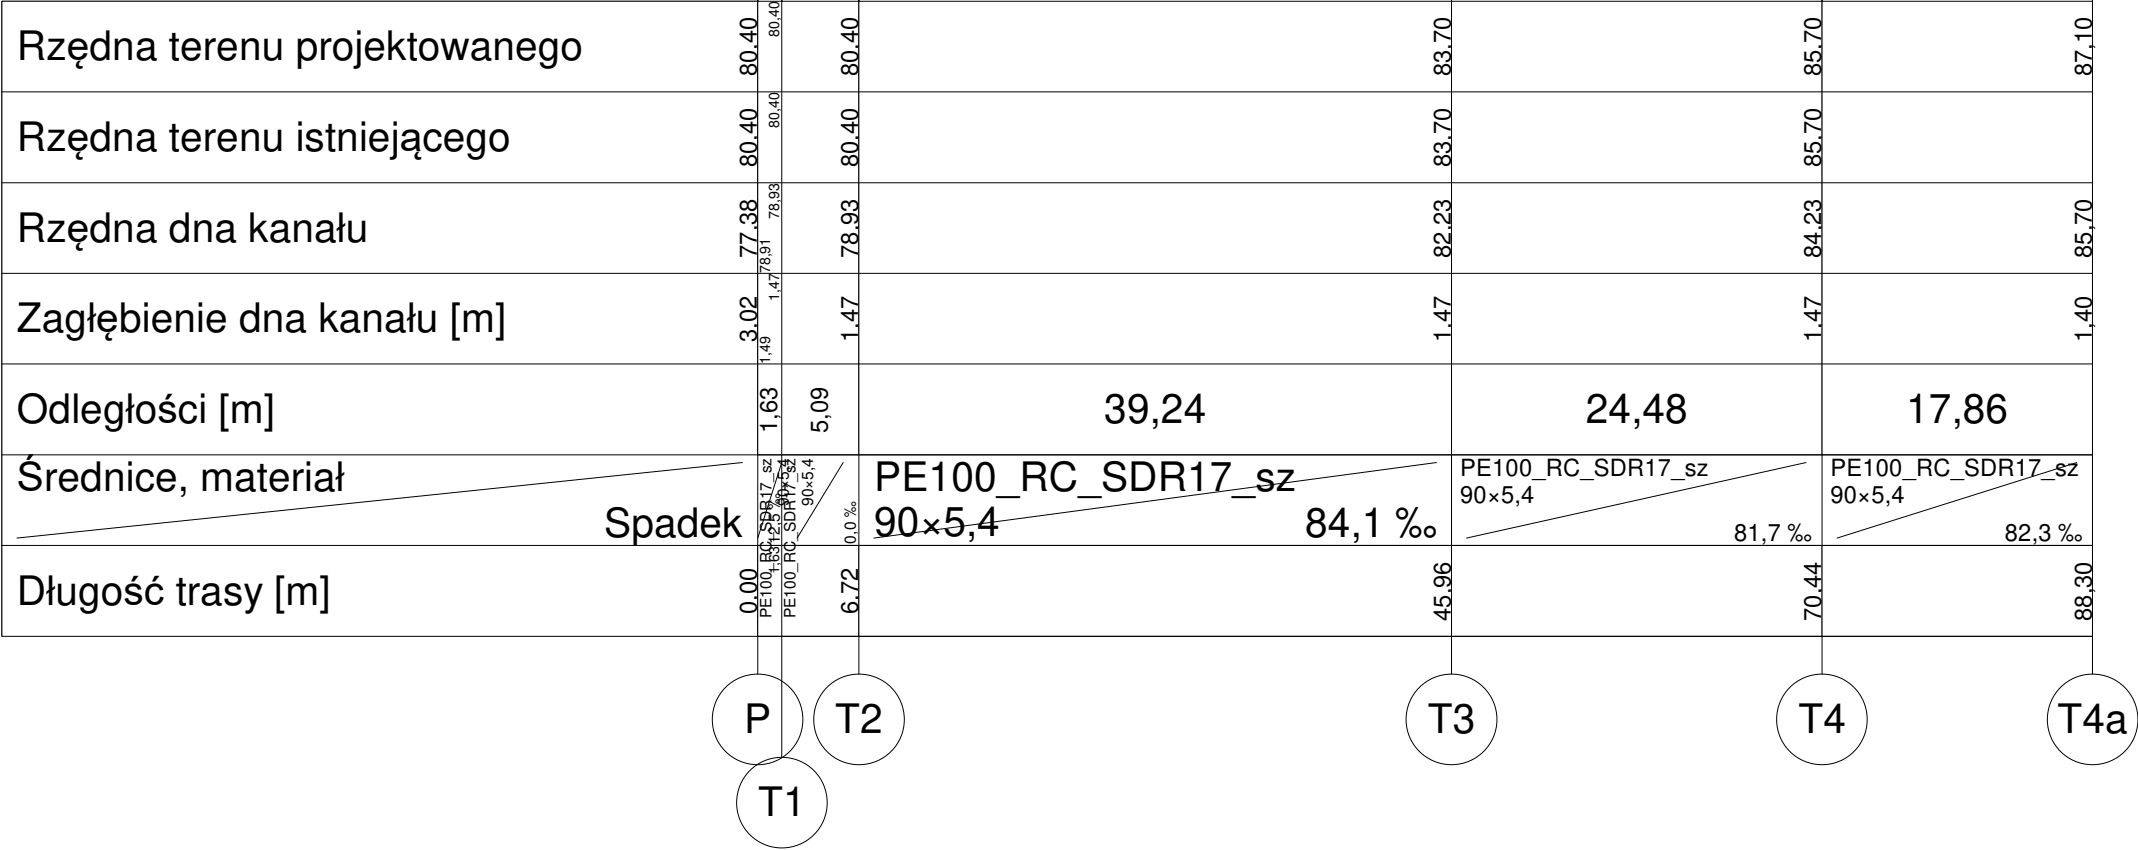 Rzędna terenu projektowanego 80.40 80,40 80.40 83.70 85.70 87,10
Rzędna terenu istniejącego 80.40 80,40 80.40 83.70 85.70
Rzędna dna kanału 77.38 78,91 78,93 78.93 82.23 84.23 85,70
Zagłębienie dna kanału [m] 3.02 1,49 1,47 1.47 1.47 1.47 1,40
Odległości [m] 1,63 5,09 39,24 24,48 17,86
Średnice, materiał PE100_RC_SDR17_sz PE100_RC_SDR17_sz PE100_RC_SDR17_sz PE100_RC_SDR17_sz PE100_RC_SDR17_sz
90×5,4 90×5,4 90×5,4 90×5,4 90×5,4
Spadek 0,0 ‰ 84,1 ‰ 81,7 ‰ 82,3 ‰
Długość trasy [m] 0.00 6.72 45.96 70.44 88,30
P T2 T3 T4 T4a
T1